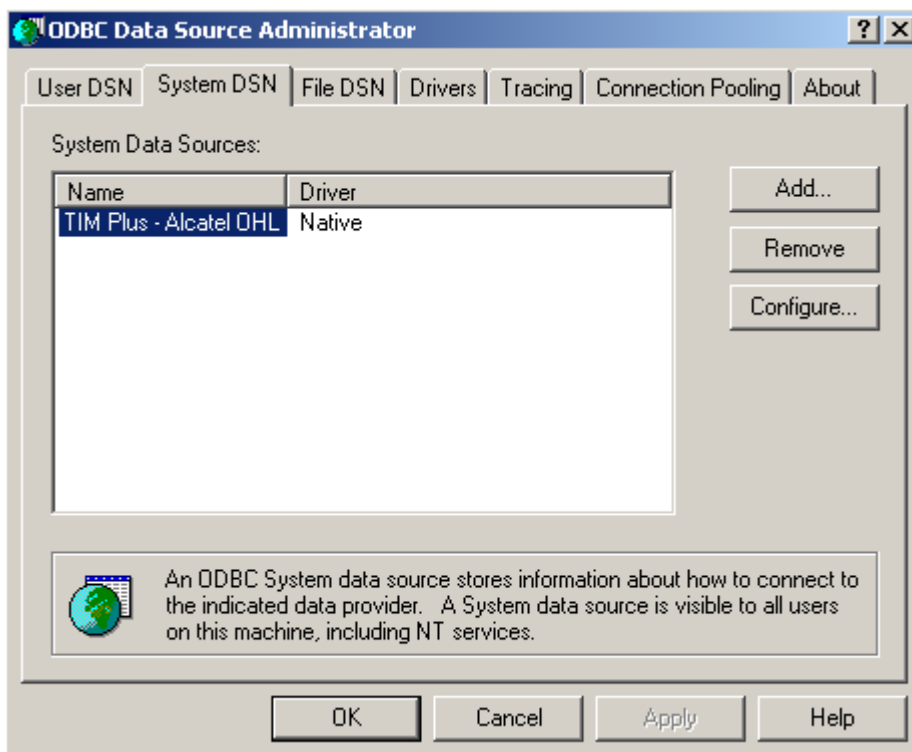 ODBC Data Source Administrator
User DSN System DSN File DSN Drivers Tracing Connection Pooling About
System Data Sources:
Name Driver
TIM Plus - Alcatel OHL Native
Add...
Remove
Configure...
An ODBC System data source stores information about how to connect to
the indicated data provider. A System data source is visible to all users
on this machine, including NT services.
OK Cancel Apply Help